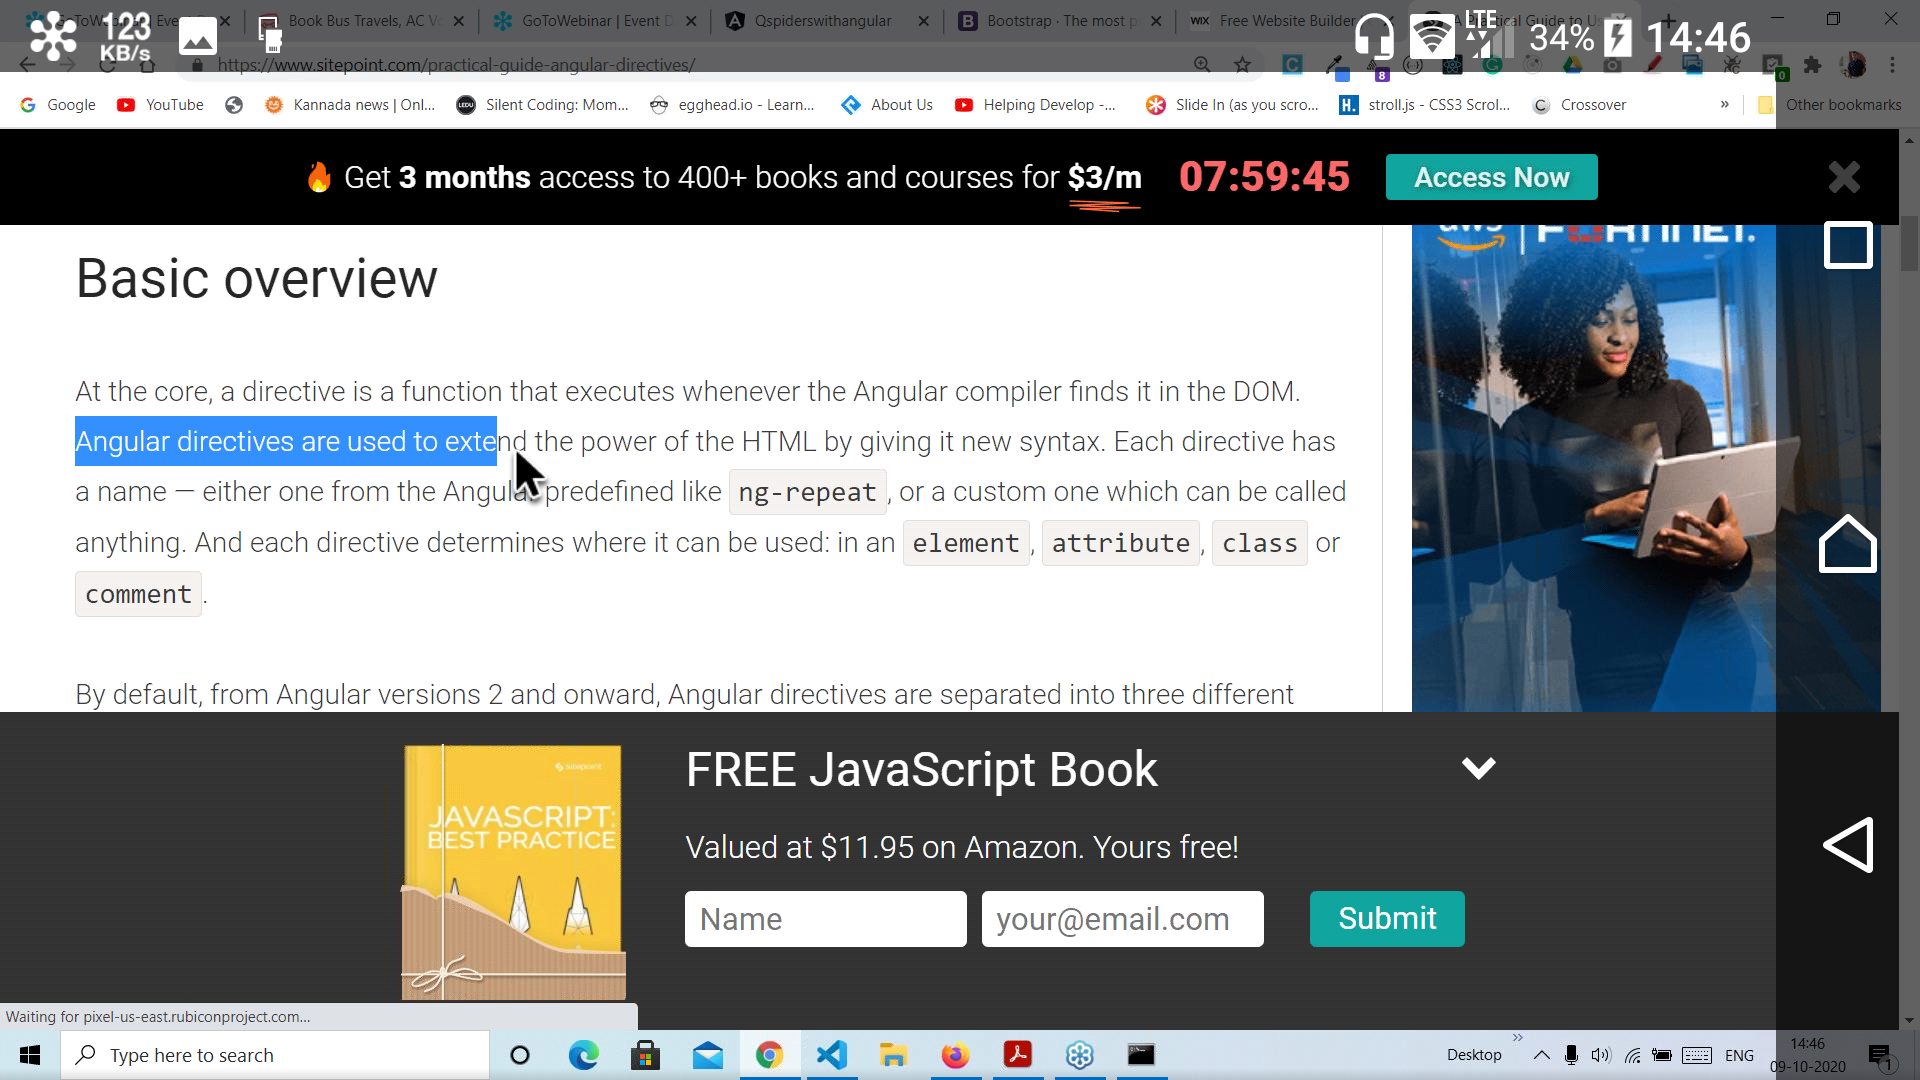 123
KB/s
LTE
34%
14:46
Book Bus Travels, AC V
GoToWebinar | Event D
Qspiderswithangular
Bootstrap · The most p
WIX Free Website Builder
https://www.sitepoint.com/practical-guide-angular-directives/
8
0
Google
YouTube
Kannada news | Onl...
Silent Coding: Mom...
egghead.io - Learn...
About Us
Helping Develop -...
Slide In (as you scro...
H. stroll.js - CSS3 Scrol...
Crossover
»
Other bookmarks
Get 3 months access to 400+ books and courses for $3/m
07:59:45
Access Now
Basic overview
At the core, a directive is a function that executes whenever the Angular compiler finds it in the DOM.
Angular directives are used to extend the power of the HTML by giving it new syntax. Each directive has
a name — either one from the Angular predefined like ng-repeat, or a custom one which can be called
anything. And each directive determines where it can be used: in an element, attribute, class or
comment.
By default, from Angular versions 2 and onward, Angular directives are separated into three different
aws
FREE JavaScript Book
sitepoint
JAVASCRIPT:
BEST PRACTICE
Valued at $11.95 on Amazon. Yours free!
Name
your@email.com
Submit
Waiting for pixel-us-east.rubiconproject.com...
Type here to search
Desktop
»
ENG
14:46
09-10-2020
1